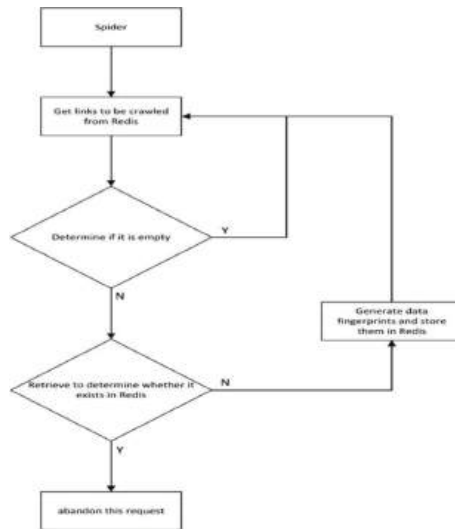 Spider
Get links to be crawled
from Redis
Determine if it is empty
Y
N
Generate data
fingerprints and store
them in Redis
Retrieve to determine whether it
exists in Redis
N
Y
abandon this request